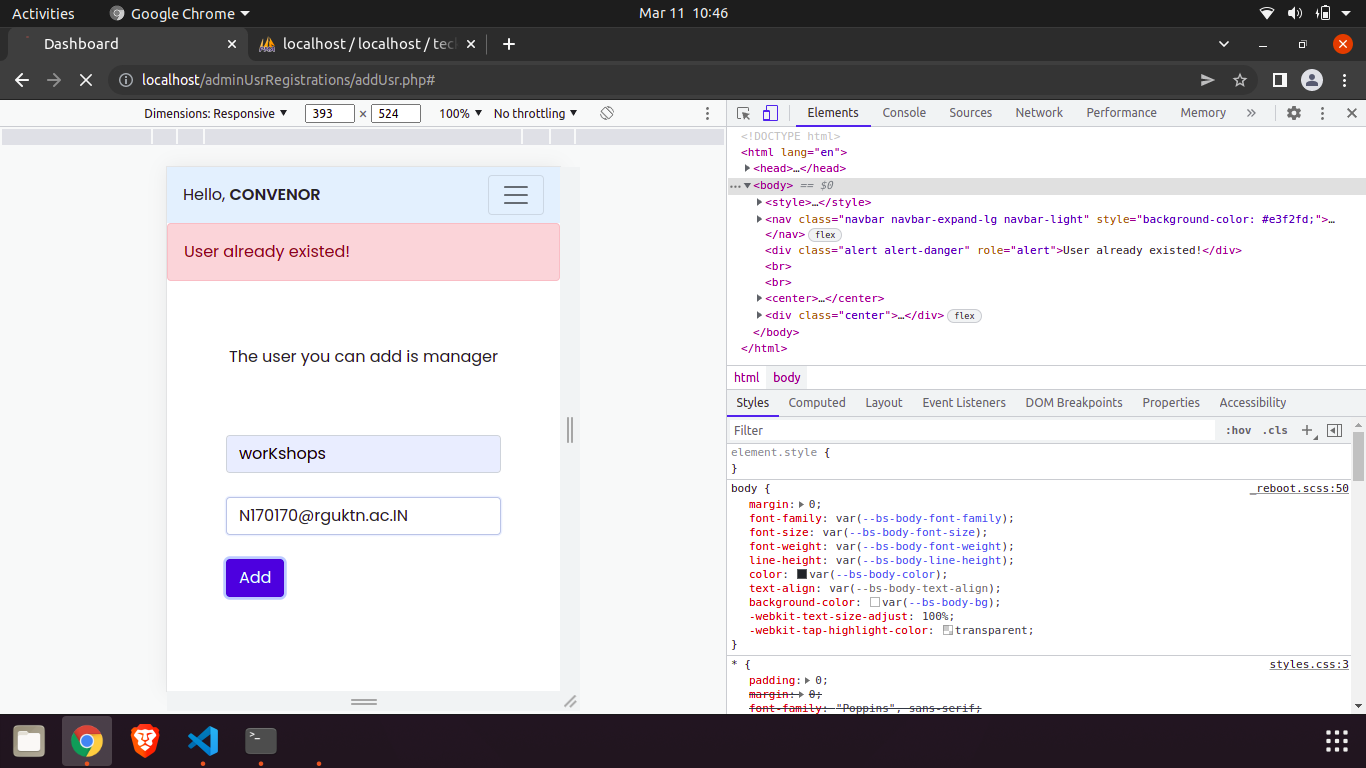 Activities Google Chrome Mar 11 10:46
Dashboard localhost / localhost / tec
localhost/adminUsrRegistrations/addUsr.php#
Dimensions: Responsive 393 × 524 100% No throttling
Elements Console Sources Network Performance Memory »
Hello, CONVENOR
User already existed!
The user you can add is manager
worKshops
N170170@rguktn.ac.IN
Add
<!DOCTYPE html>
<html lang="en">
<head>…</head>
<body> == $0
<style>…</style>
<nav class="navbar navbar-expand-lg navbar-light" style="background-color: #e3f2fd;">…
</nav> flex
<div class="alert alert-danger" role="alert">User already existed!</div>
<br>
<br>
<center>…</center>
<div class="center">…</div> flex
</body>
</html>
html body
Styles Computed Layout Event Listeners DOM Breakpoints Properties Accessibility
Filter :hov .cls +
element.style {
}
body { _reboot.scss:50
margin: 0;
font-family: var(--bs-body-font-family);
font-size: var(--bs-body-font-size);
font-weight: var(--bs-body-font-weight);
line-height: var(--bs-body-line-height);
color: var(--bs-body-color);
text-align: var(--bs-body-text-align);
background-color: var(--bs-body-bg);
-webkit-text-size-adjust: 100%;
-webkit-tap-highlight-color: transparent;
}
* { styles.css:3
padding: 0;
margin: 0;
font-family: "Poppins", sans-serif;